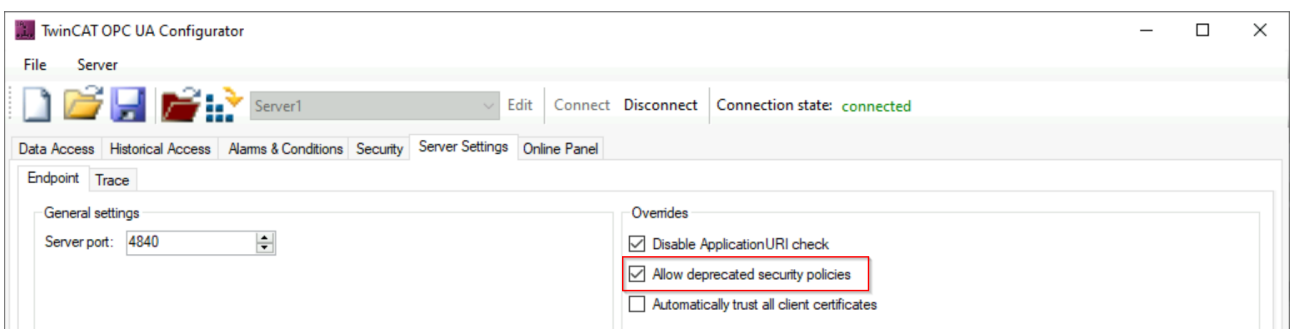 TwinCAT OPC UA Configurator
File Server
Server1 Edit Connect Disconnect Connection state: connected
Data Access Historical Access Alarms & Conditions Security Server Settings Online Panel
Endpoint Trace
General settings
Server port: 4840
Overrides
Disable ApplicationURI check
Allow deprecated security policies
Automatically trust all client certificates